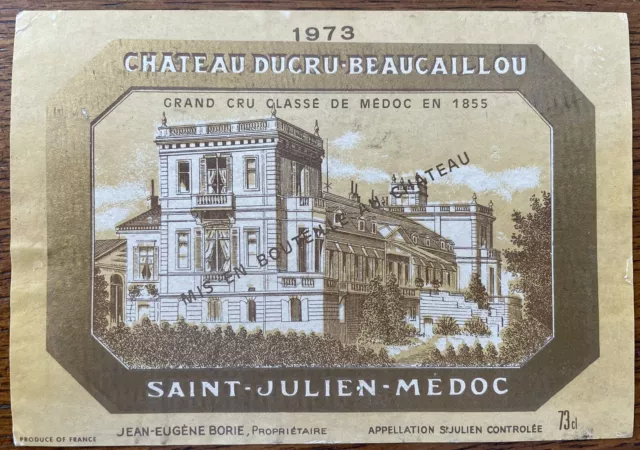 1973
CHATEAU DUCRU-BEAUCAILLOU
GRAND CRU CLASSÉ DE MÉDOC EN 1855
MIS EN BOUTEILLE AU CHATEAU
SAINT-JULIEN-MÉDOC
JEAN-EUGÈNE BORIE, PROPRIÉTAIRE
APPELLATION ST JULIEN CONTROLÉE
73cl
PRODUCE OF FRANCE